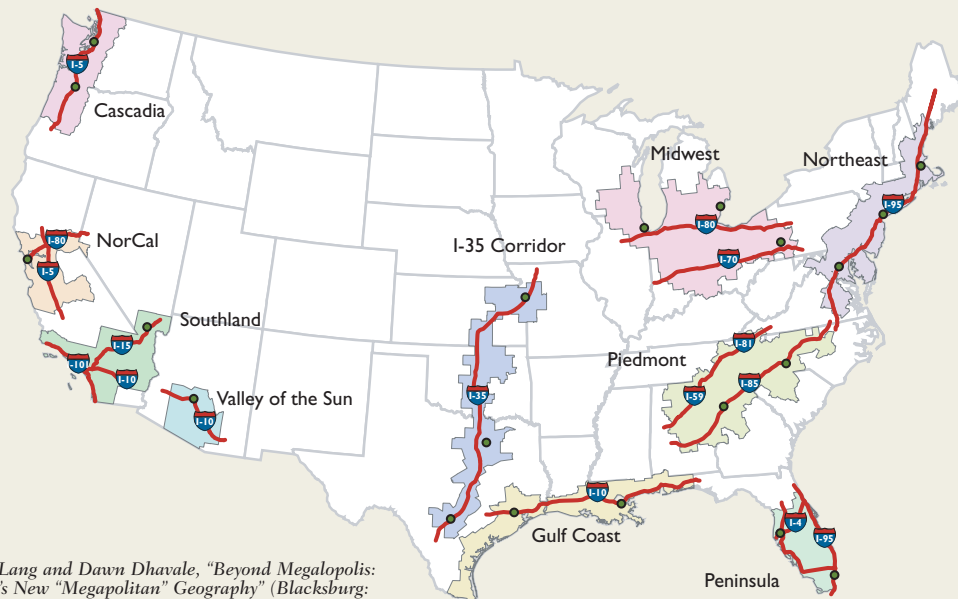 I-5
Cascadia
Midwest
Northeast
I-95
I-80
NorCal
I-5
I-80
I-70
I-35 Corridor
Southland
I-15
-10
I-10
Valley of the Sun
I-10
I-35
Piedmont
I-81
I-85
I-59
I-10
Gulf Coast
I-4
I-95
Peninsula
Lang and Dawn Dhavale, “Beyond Megalopolis:
’s New “Megapolitan” Geography” (Blacksburg: